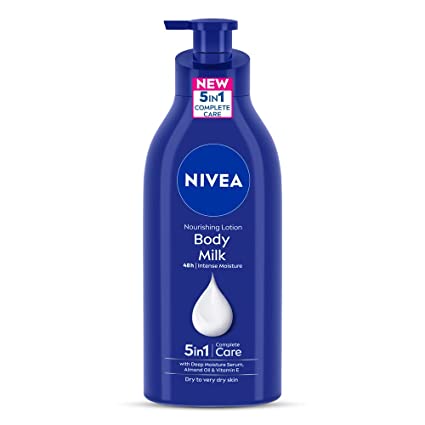 NEW
5IN1
COMPLETE
CARE
NIVEA
Nourishing Lotion
Body
Milk
48h | Intense Moisture
5in1 | Complete Care
with Deep Moisture Serum,
Almond Oil & Vitamin E
Dry to very dry skin